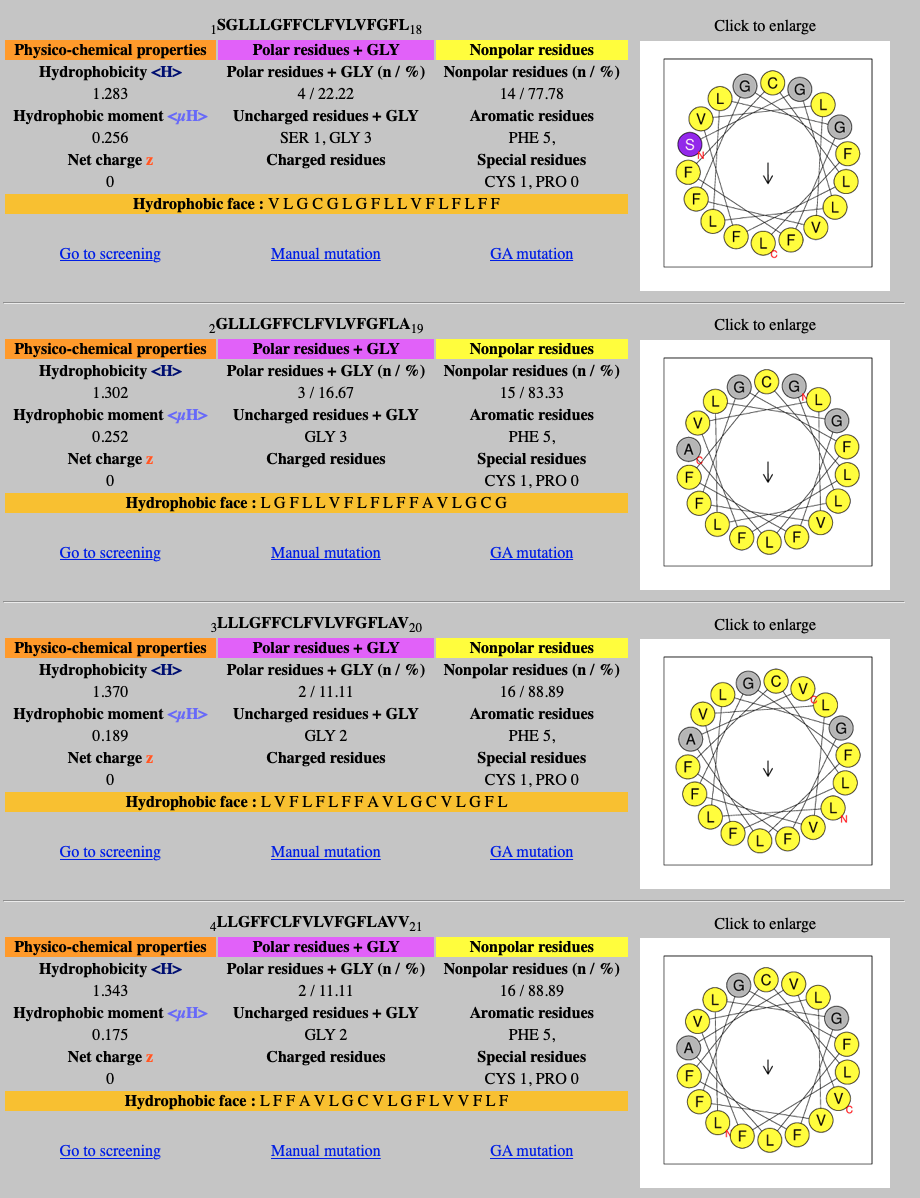 1SGLLLGFFCLFVLVFGFL18 Click to enlarge
Physico-chemical properties Polar residues + GLY Nonpolar residues
Hydrophobicity <H> Polar residues + GLY (n / %) Nonpolar residues (n / %)
1.283 4 / 22.22 14 / 77.78
Hydrophobic moment <μH> Uncharged residues + GLY Aromatic residues
0.256 SER 1, GLY 3 PHE 5,
Net charge z Charged residues Special residues
0 CYS 1, PRO 0
Hydrophobic face : V L G C G L G F L L V F L F L F F
Go to screening Manual mutation GA mutation
G C G L G F L L V F L F L F F S V L
N C
2GLLLGFFCLFVLVFGFLA19 Click to enlarge
Physico-chemical properties Polar residues + GLY Nonpolar residues
Hydrophobicity <H> Polar residues + GLY (n / %) Nonpolar residues (n / %)
1.302 3 / 16.67 15 / 83.33
Hydrophobic moment <μH> Uncharged residues + GLY Aromatic residues
0.252 GLY 3 PHE 5,
Net charge z Charged residues Special residues
0 CYS 1, PRO 0
Hydrophobic face : L G F L L V F L F L F F A V L G C G
Go to screening Manual mutation GA mutation
G C G L G F L L V F L F L F F A V L
N C
3LLLGFFCLFVLVFGFLAV20 Click to enlarge
Physico-chemical properties Polar residues + GLY Nonpolar residues
Hydrophobicity <H> Polar residues + GLY (n / %) Nonpolar residues (n / %)
1.370 2 / 11.11 16 / 88.89
Hydrophobic moment <μH> Uncharged residues + GLY Aromatic residues
0.189 GLY 2 PHE 5,
Net charge z Charged residues Special residues
0 CYS 1, PRO 0
Hydrophobic face : L V F L F L F F A V L G C V L G F L
Go to screening Manual mutation GA mutation
G C V L G F L L V F L F L F F A V L
C N
4LLGFFCLFVLVFGFLAVV21 Click to enlarge
Physico-chemical properties Polar residues + GLY Nonpolar residues
Hydrophobicity <H> Polar residues + GLY (n / %) Nonpolar residues (n / %)
1.343 2 / 11.11 16 / 88.89
Hydrophobic moment <μH> Uncharged residues + GLY Aromatic residues
0.175 GLY 2 PHE 5,
Net charge z Charged residues Special residues
0 CYS 1, PRO 0
Hydrophobic face : L F F A V L G C V L G F L V V F L F
Go to screening Manual mutation GA mutation
G C V L G F L V V F L F L F F A V L
C N